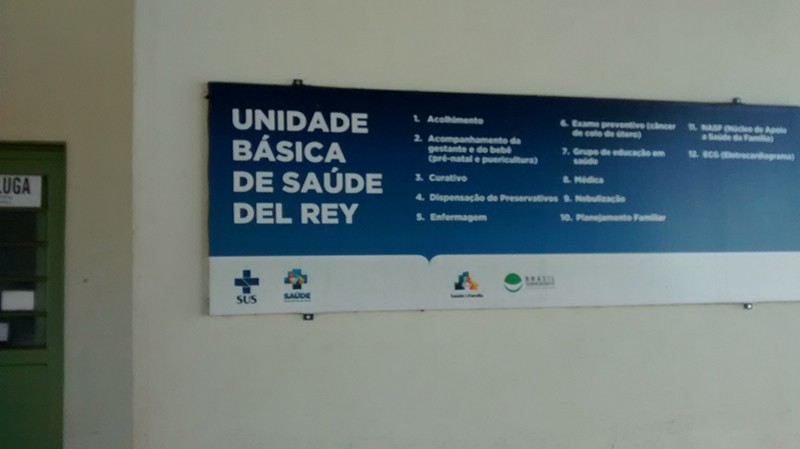 UNIDADE
BÁSICA
DE SAÚDE
DEL REY
1. Acolhimento
2. Acompanhamento da
gestante e do bebê
(pré-natal e puericultura)
3. Curativo
4. Dispensação de Preservativos
5. Enfermagem
6. Exame preventivo (câncer
de colo de útero)
7. Grupo de educação em
saúde
8. Médica
9. Nebulização
10. Planejamento Familiar
11. NASF (Núcleo de Apoio
a Saúde da Família)
12. ECG (Eletrocardiograma)
SUS
SAÚDE
Saúde da Família
BRASIL
LUGA